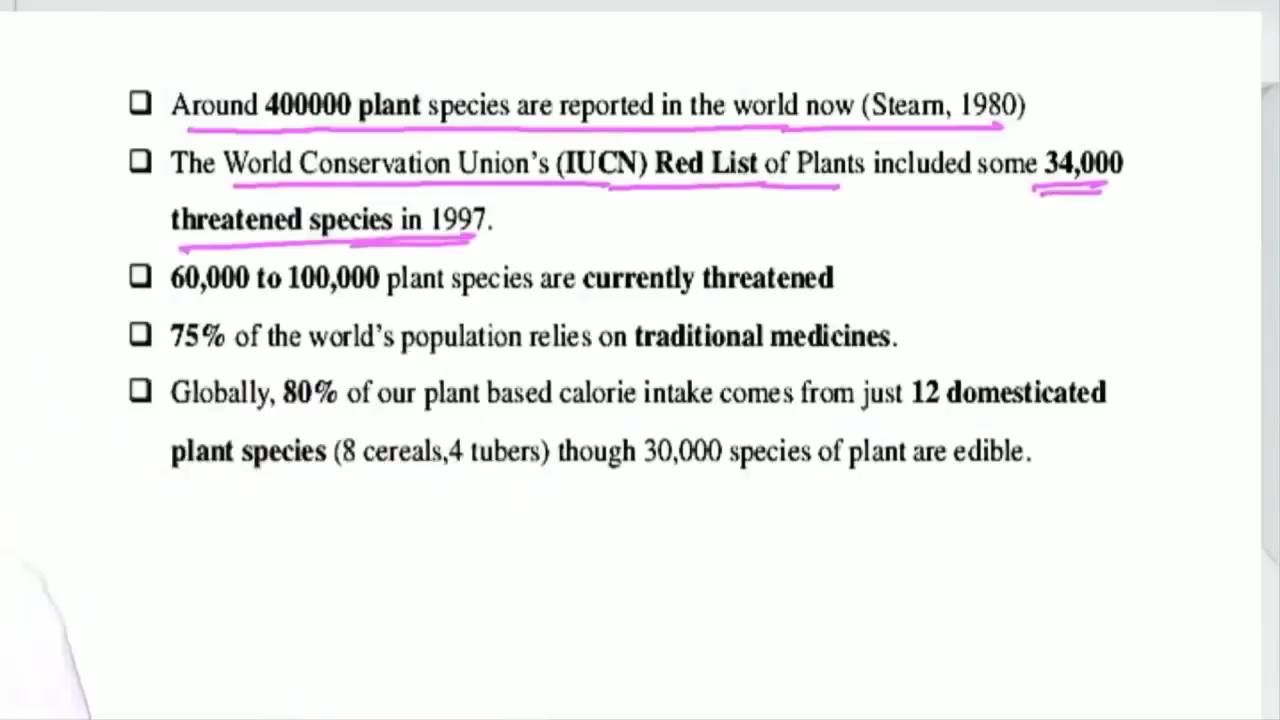 ❑ Around 400000 plant species are reported in the world now (Stearn, 1980)
❑ The World Conservation Union's (IUCN) Red List of Plants included some 34,000
threatened species in 1997.
❑ 60,000 to 100,000 plant species are currently threatened
❑ 75% of the world's population relies on traditional medicines.
❑ Globally, 80% of our plant based calorie intake comes from just 12 domesticated
plant species (8 cereals,4 tubers) though 30,000 species of plant are edible.